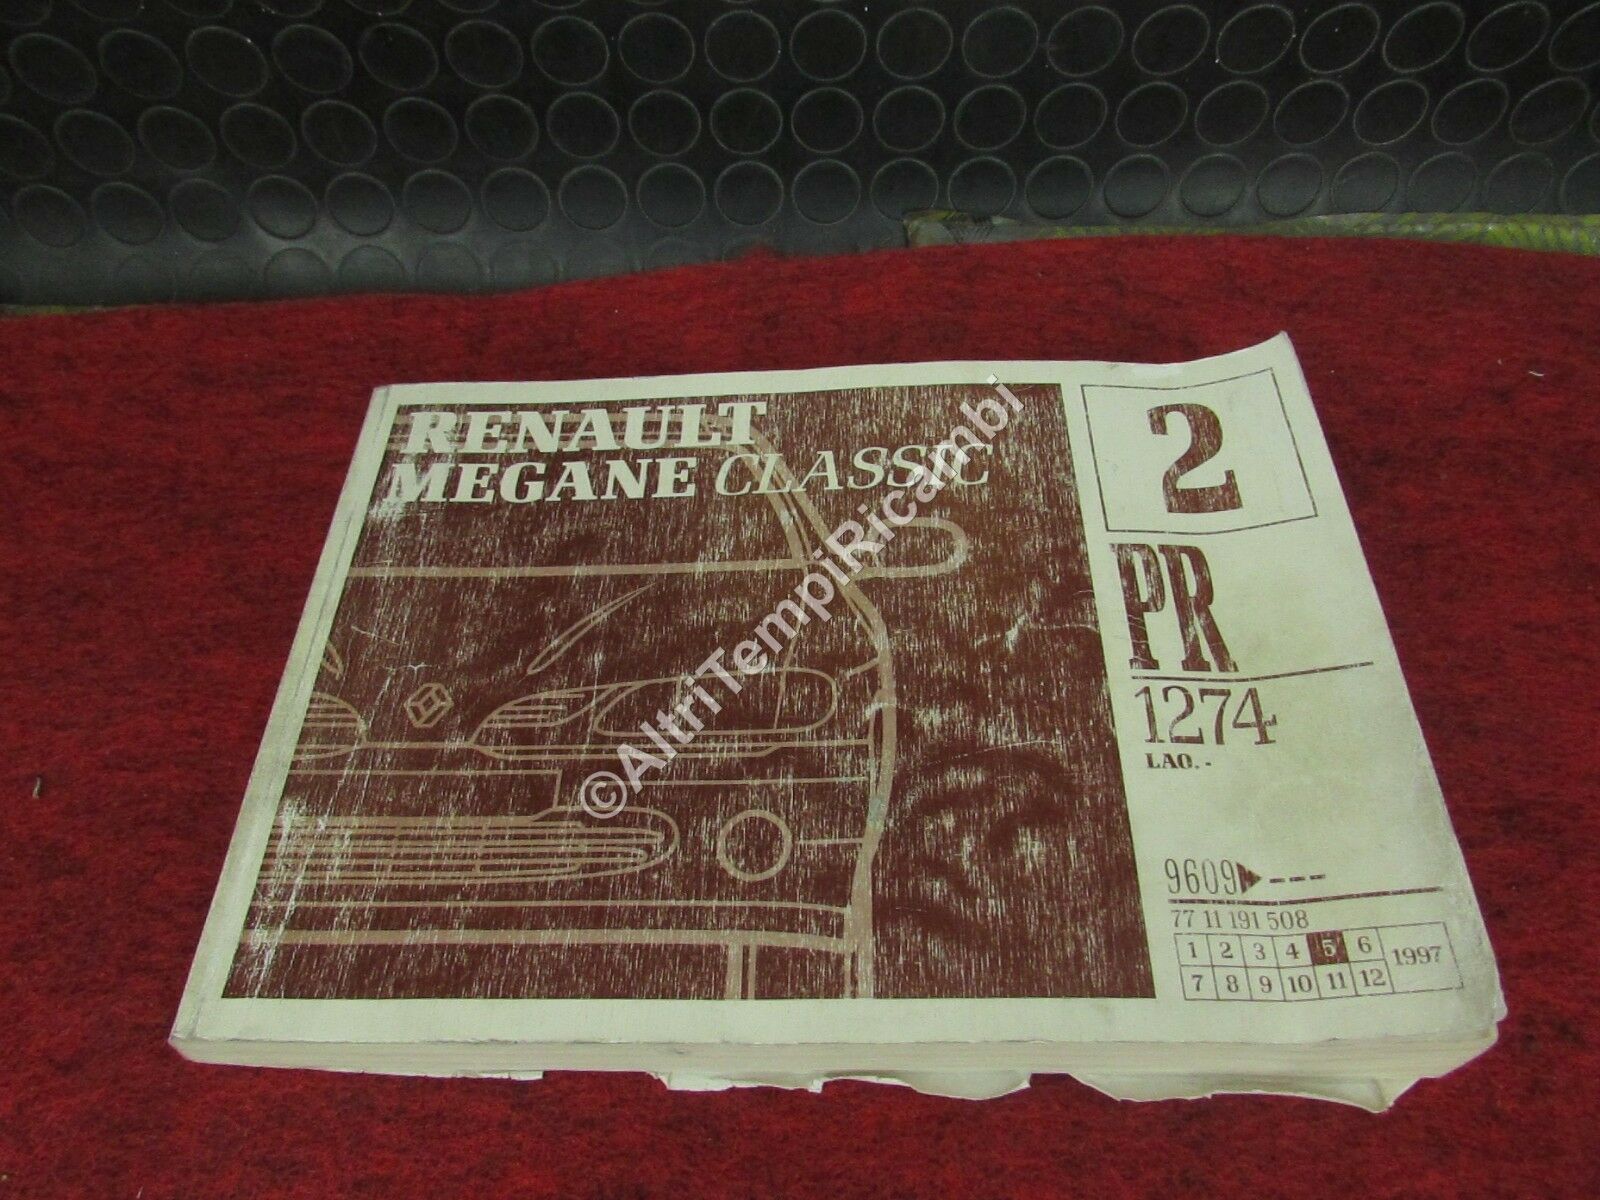 RENAULT
MEGANE CLASSIC
2
PR
1274
LA0.-
9609▶---
77 11 191 508
1 2 3 4 5 6
7 8 9 10 11 12
1997
©AltriTempiRicambi